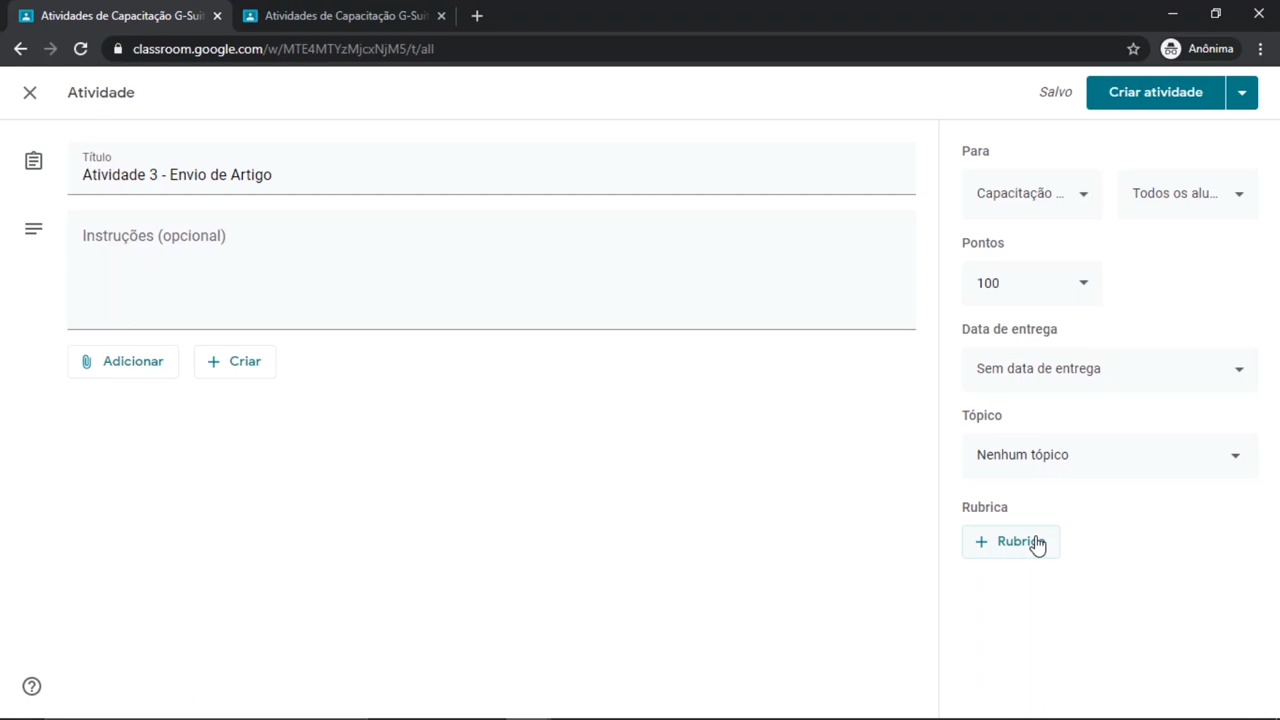 Atividades de Capacitação G-Suit
Atividades de Capacitação G-Suit
classroom.google.com/w/MTE4MTYzMjcxNjM5/t/all
Anônima
Atividade
Salvo
Criar atividade
Título
Atividade 3 - Envio de Artigo
Instruções (opcional)
Adicionar
Criar
Para
Capacitação ...
Todos os alu...
Pontos
100
Data de entrega
Sem data de entrega
Tópico
Nenhum tópico
Rubrica
+ Rubrica